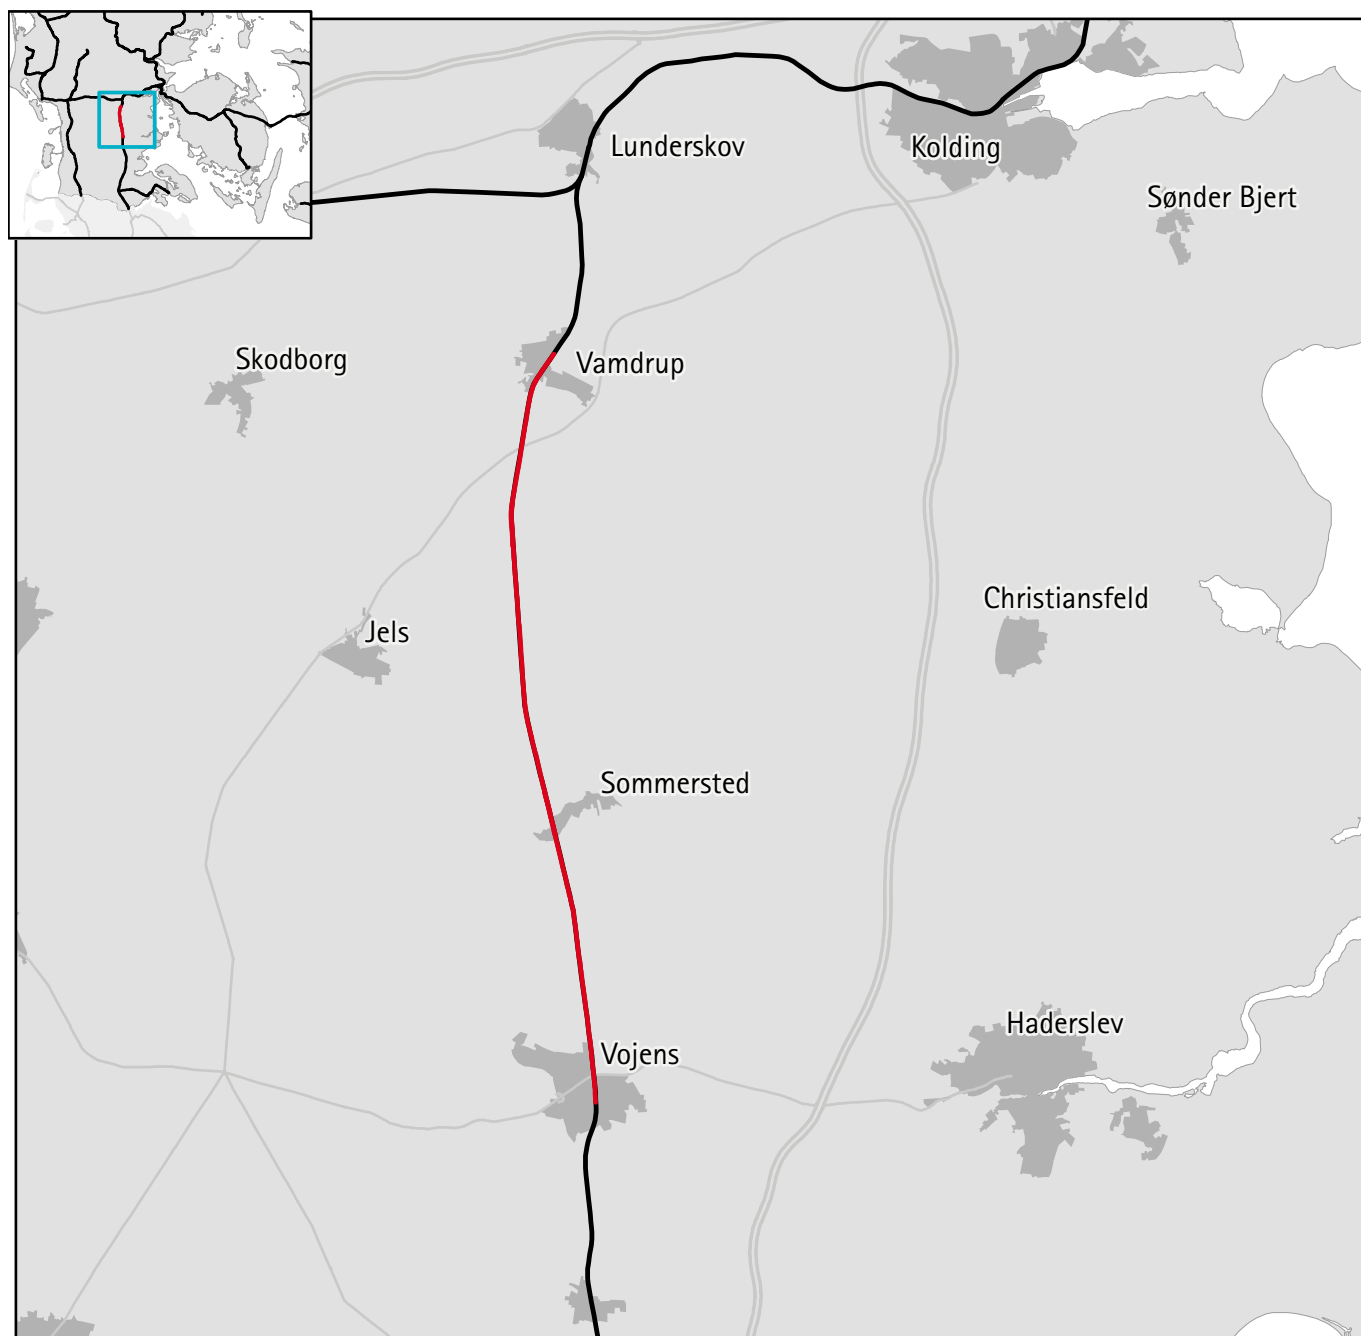 Lunderskov
Kolding
Sønder Bjert
Skodborg
Vamdrup
Christiansfeld
Jels
Sommersted
Haderslev
Vojens